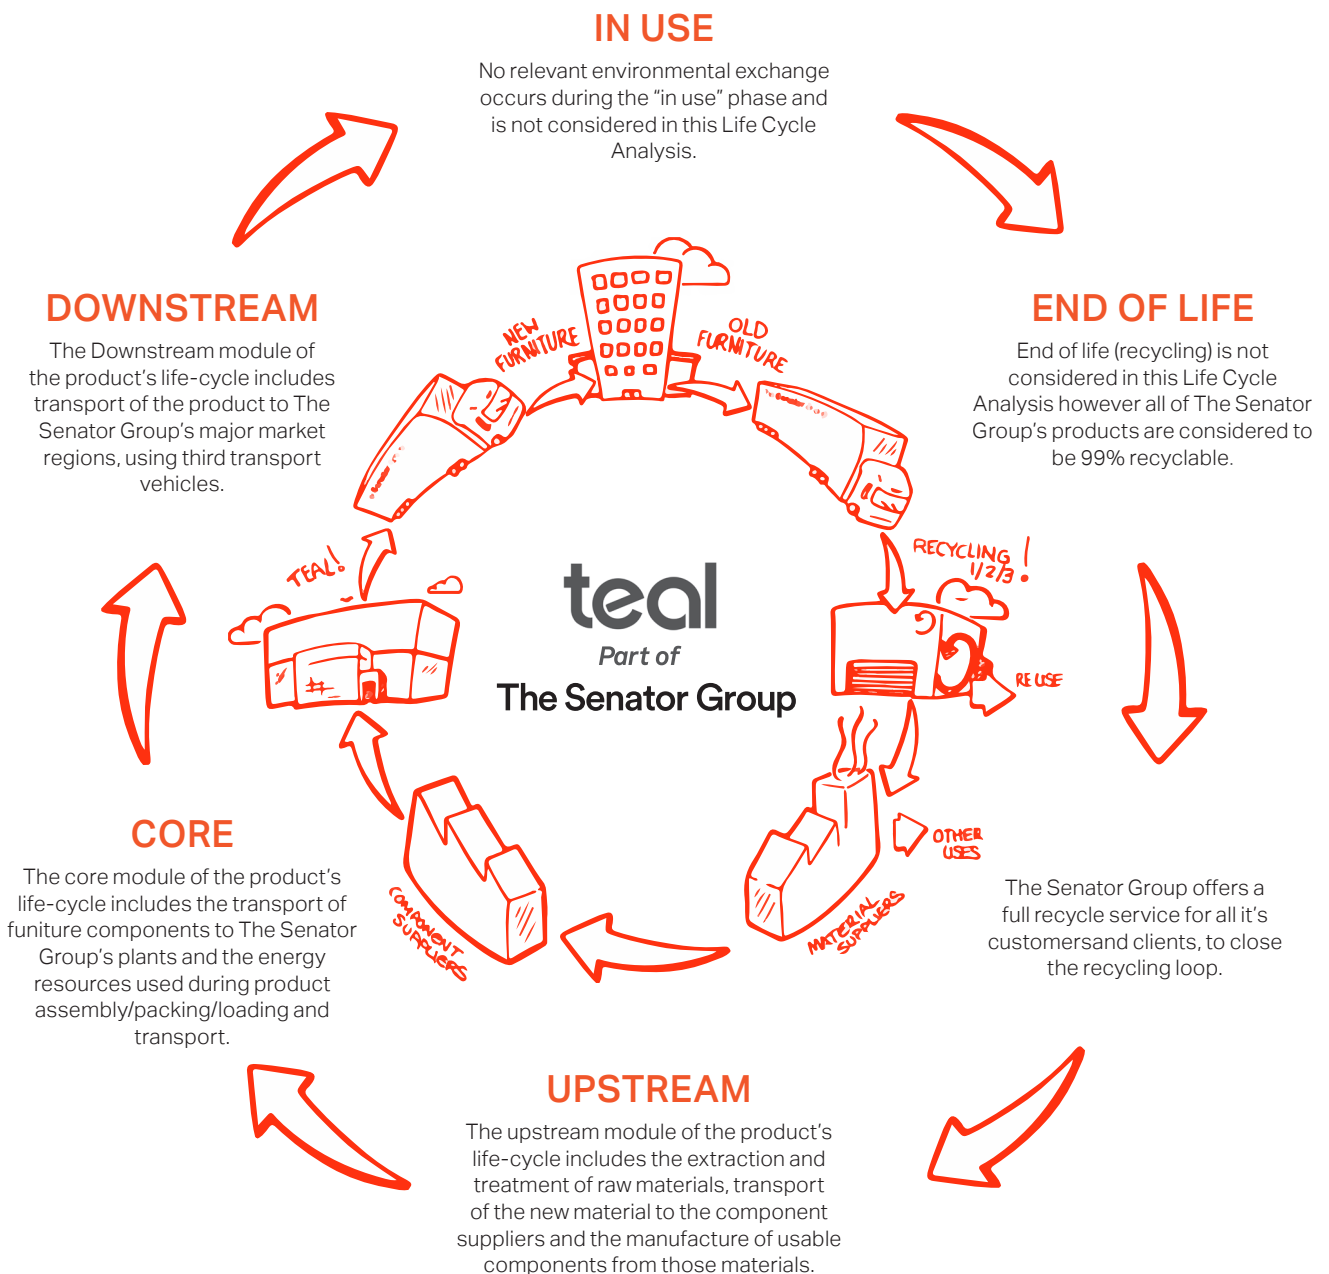 IN USE
No relevant environmental exchange
occurs during the “in use” phase and
is not considered in this Life Cycle
Analysis.
DOWNSTREAM
The Downstream module of
the product’s life-cycle includes
transport of the product to The
Senator Group’s major market
regions, using third transport
vehicles.
END OF LIFE
End of life (recycling) is not
considered in this Life Cycle
Analysis however all of The Senator
Group’s products are considered to
be 99% recyclable.
NEW
FURNITURE
OLD
FURNITURE
Senator
Senator
TEAL!
RECYCLING
1/2/3!
RE USE
teal
Part of
The Senator Group
CORE
The core module of the product’s
life-cycle includes the transport of
funiture components to The Senator
Group’s plants and the energy
resources used during product
assembly/packing/loading and
transport.
COMPONENT
SUPPLIERS
MATERIAL
SUPPLIERS
OTHER
USES
The Senator Group offers a
full recycle service for all it’s
customersand clients, to close
the recycling loop.
UPSTREAM
The upstream module of the product’s
life-cycle includes the extraction and
treatment of raw materials, transport
of the new material to the component
suppliers and the manufacture of usable
components from those materials.